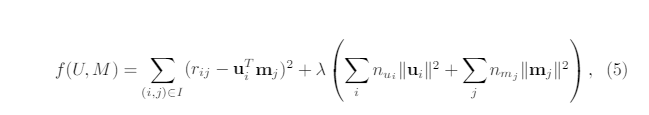 f(U, M) = \sum_{(i,j)\in I} (r_{ij} - \mathbf{u}_i^T \mathbf{m}_j)^2 + \lambda \left( \sum_i n_{u_i} \|\mathbf{u}_i\|^2 + \sum_j n_{m_j} \|\mathbf{m}_j\|^2 \right), (5)